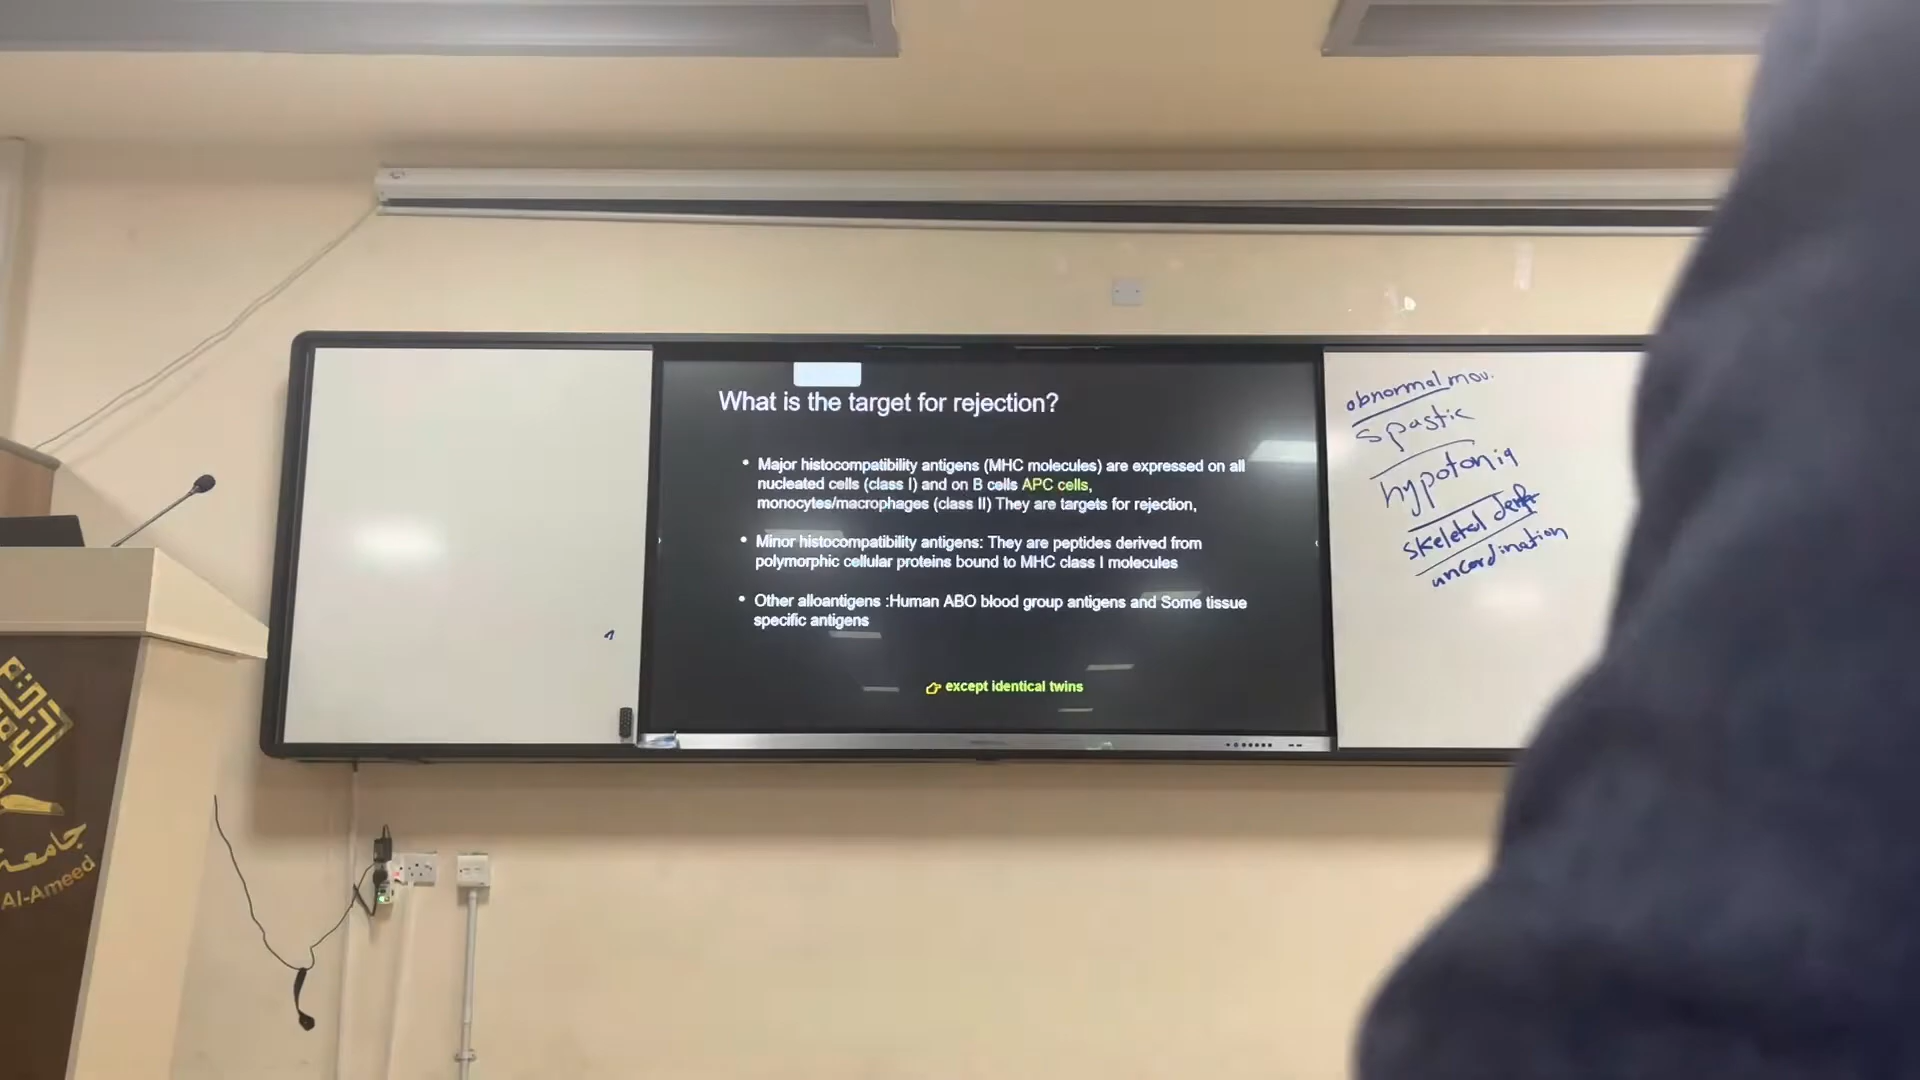 What is the target for rejection?
• Major histocompatibility antigens (MHC molecules) are expressed on all
nucleated cells (class I) and on B cells APC cells,
monocytes/macrophages (class II) They are targets for rejection,
• Minor histocompatibility antigens: They are peptides derived from
polymorphic cellular proteins bound to MHC class I molecules
• Other alloantigens :Human ABO blood group antigens and Some tissue
specific antigens
except identical twins
abnormal mov.
spastic
hypotonia
skeletal
uncordination
جامعة
Al-Ameed